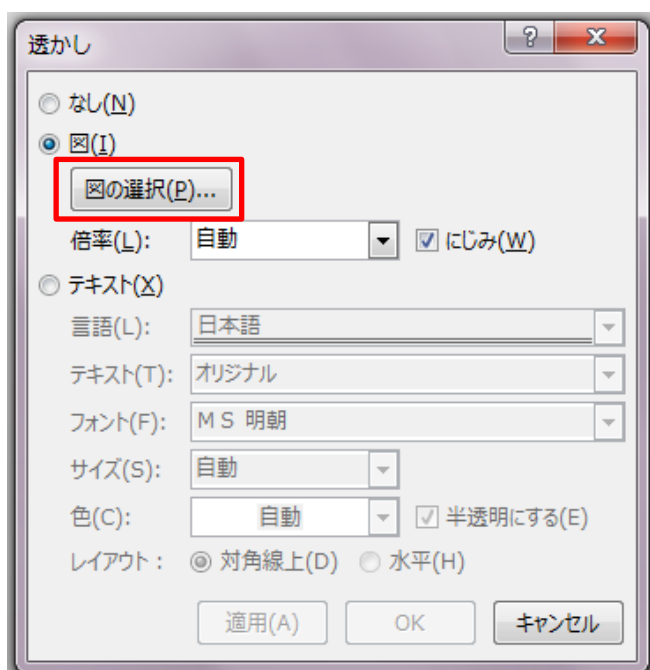 透かし
なし(N)
図(I)
図の選択(P)...
倍率(L): 自動 にじみ(W)
テキスト(X)
言語(L): 日本語
テキスト(T): オリジナル
フォント(F): ＭＳ 明朝
サイズ(S): 自動
色(C): 自動 半透明にする(E)
レイアウト： 対角線上(D) 水平(H)
適用(A) OK キャンセル